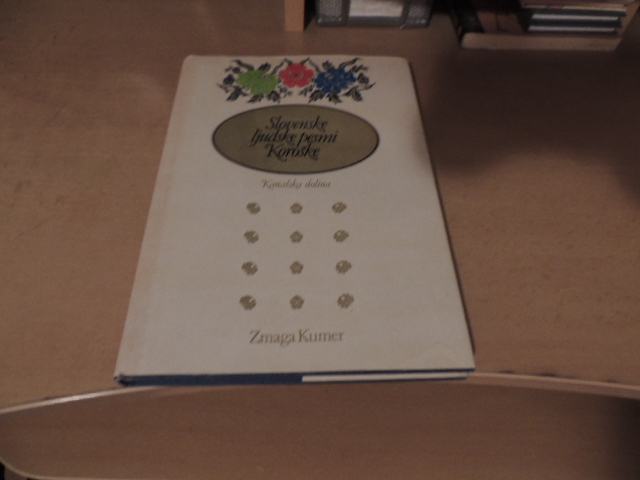 Slovenske
ljudske pesmi
Koroške
Kanalska dolina
Zmaga Kumer